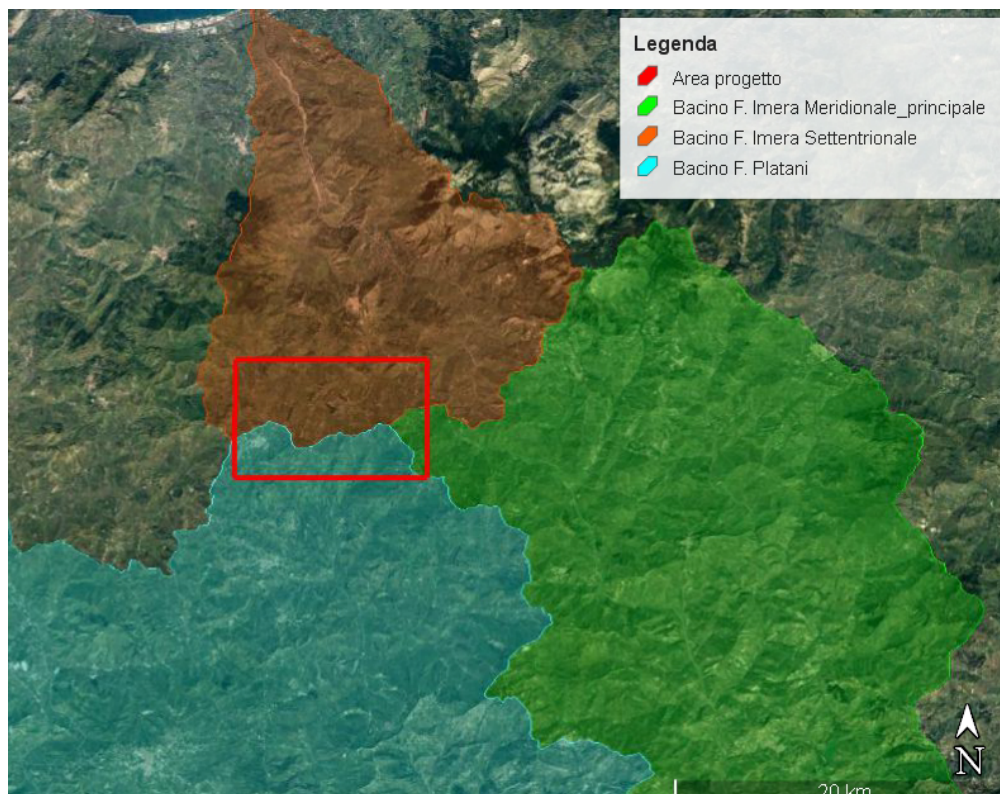 Legenda
Area progetto
Bacino F. Imera Meridionale_principale
Bacino F. Imera Settentrionale
Bacino F. Platani
N
20 km